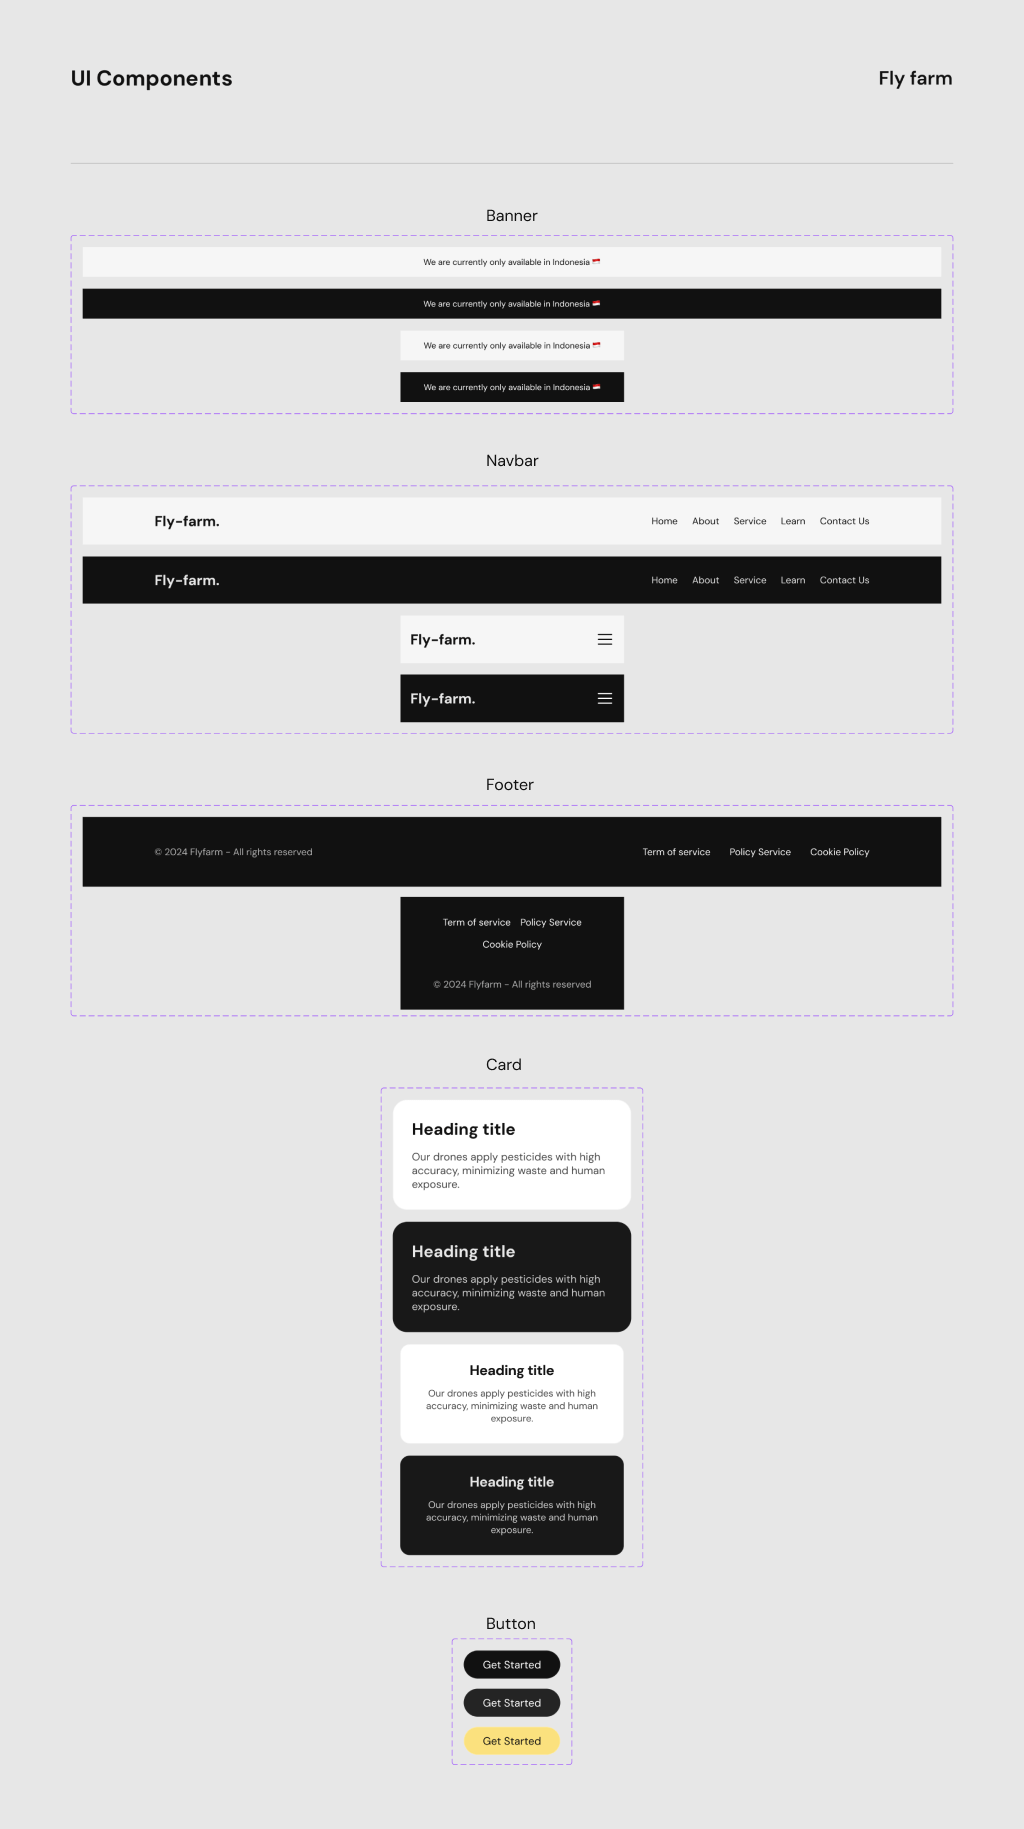 UI Components
Fly farm
Banner
We are currently only available in Indonesia 🇮🇩
We are currently only available in Indonesia 🇮🇩
We are currently only available in Indonesia 🇮🇩
We are currently only available in Indonesia 🇮🇩
Navbar
Fly-farm. Home About Service Learn Contact Us
Fly-farm. Home About Service Learn Contact Us
Fly-farm.
Fly-farm.
Footer
© 2024 Flyfarm - All rights reserved Term of service Policy Service Cookie Policy
Term of service Policy Service
Cookie Policy
© 2024 Flyfarm - All rights reserved
Card
Heading title
Our drones apply pesticides with high
accuracy, minimizing waste and human
exposure.
Heading title
Our drones apply pesticides with high
accuracy, minimizing waste and human
exposure.
Heading title
Our drones apply pesticides with high
accuracy, minimizing waste and human
exposure.
Heading title
Our drones apply pesticides with high
accuracy, minimizing waste and human
exposure.
Button
Get Started
Get Started
Get Started